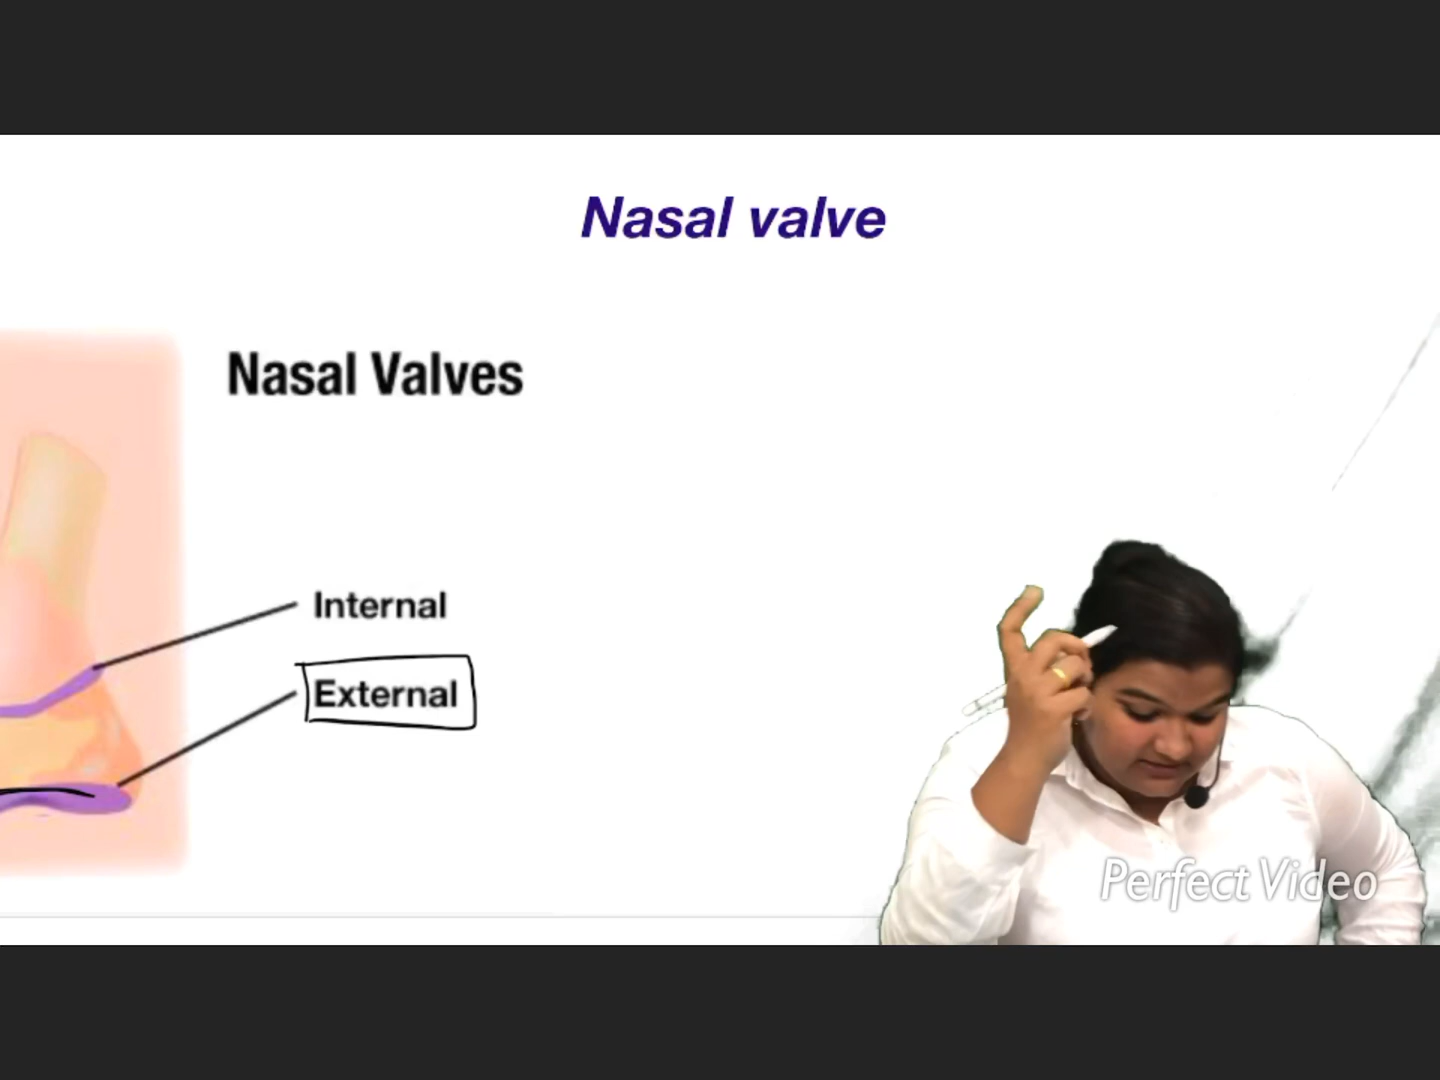 Nasal valve
Nasal Valves
Internal
External
Perfect Video